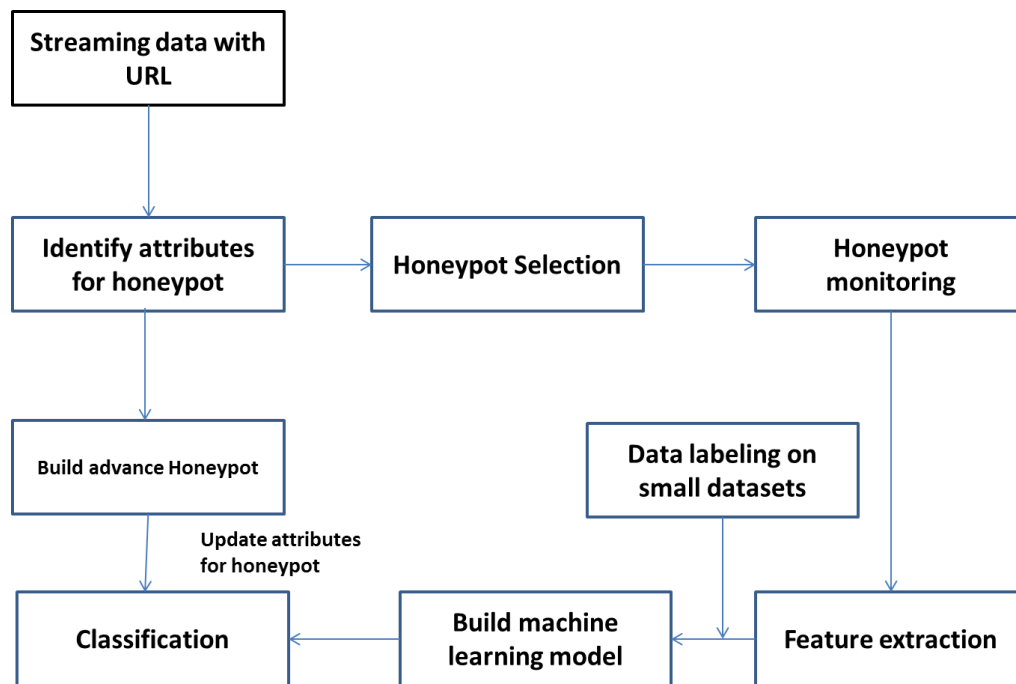 Streaming data with
URL
Identify attributes
for honeypot
Honeypot Selection
Honeypot
monitoring
Build advance Honeypot
Data labeling on
small datasets
Update attributes
for honeypot
Classification
Build machine
learning model
Feature extraction